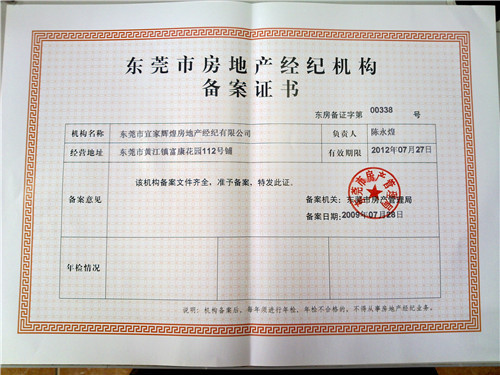 东莞市房地产经纪机构
备案证书
东房备证字第 00338 号
机构名称 东莞市宜家辉煌房地产经纪有限公司 负责人 陈永煌
经营地址 东莞市黄江镇富康花园112号铺 有效期限 2012年07月27日
备案意见 该机构备案文件齐全，准予备案，特发此证。
备案机关：东莞市房产管理局
备案日期：2009年07月28日
东莞市房产管理局
年检情况
说明：机构备案后，每年须进行年检，年检不合格的，不得从事房地产经纪业务。